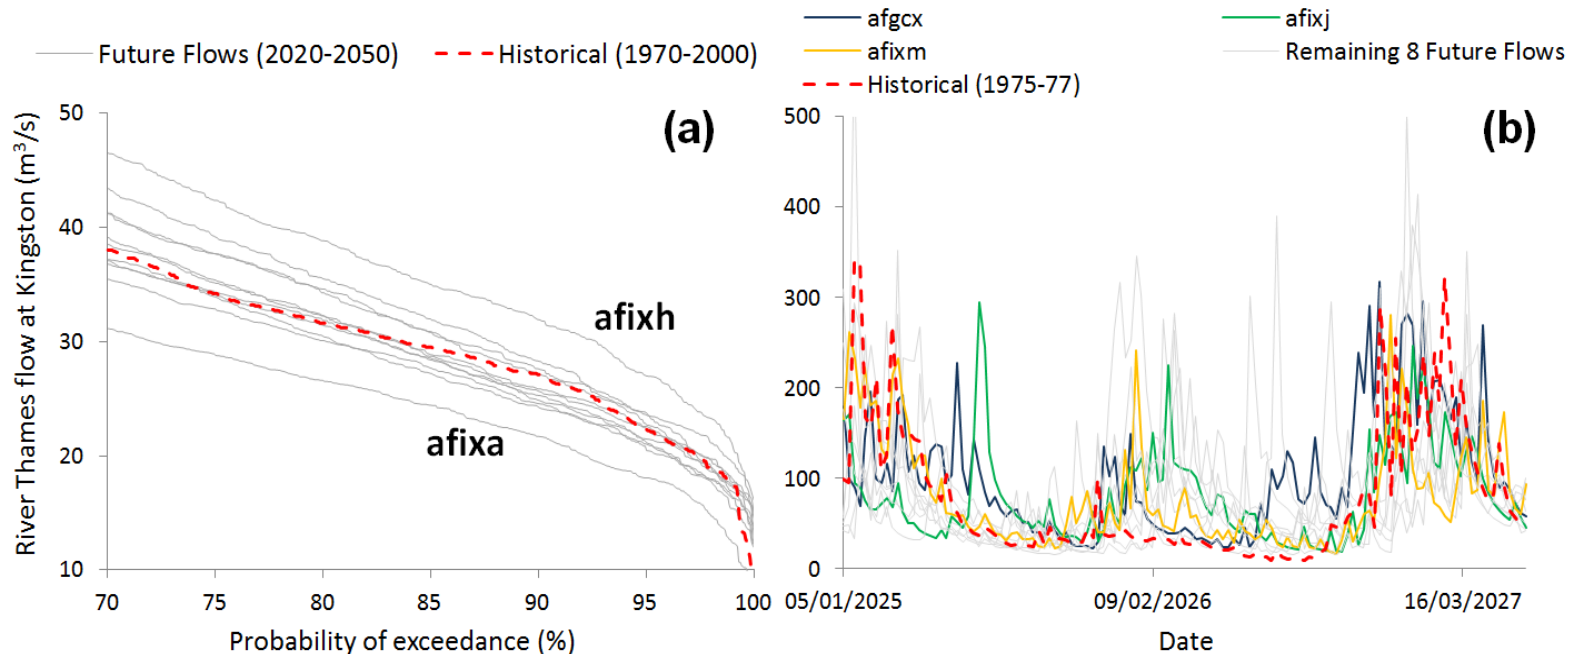 Future Flows (2020-2050)
Historical (1970-2000)
(a)
River Thames flow at Kingston (m³/s)
50
40
30
20
10
afixh
afixa
70
75
80
85
90
95
100
Probability of exceedance (%)
afgcx
afixj
afixm
Remaining 8 Future Flows
Historical (1975-77)
(b)
500
400
300
200
100
0
05/01/2025
09/02/2026
16/03/2027
Date